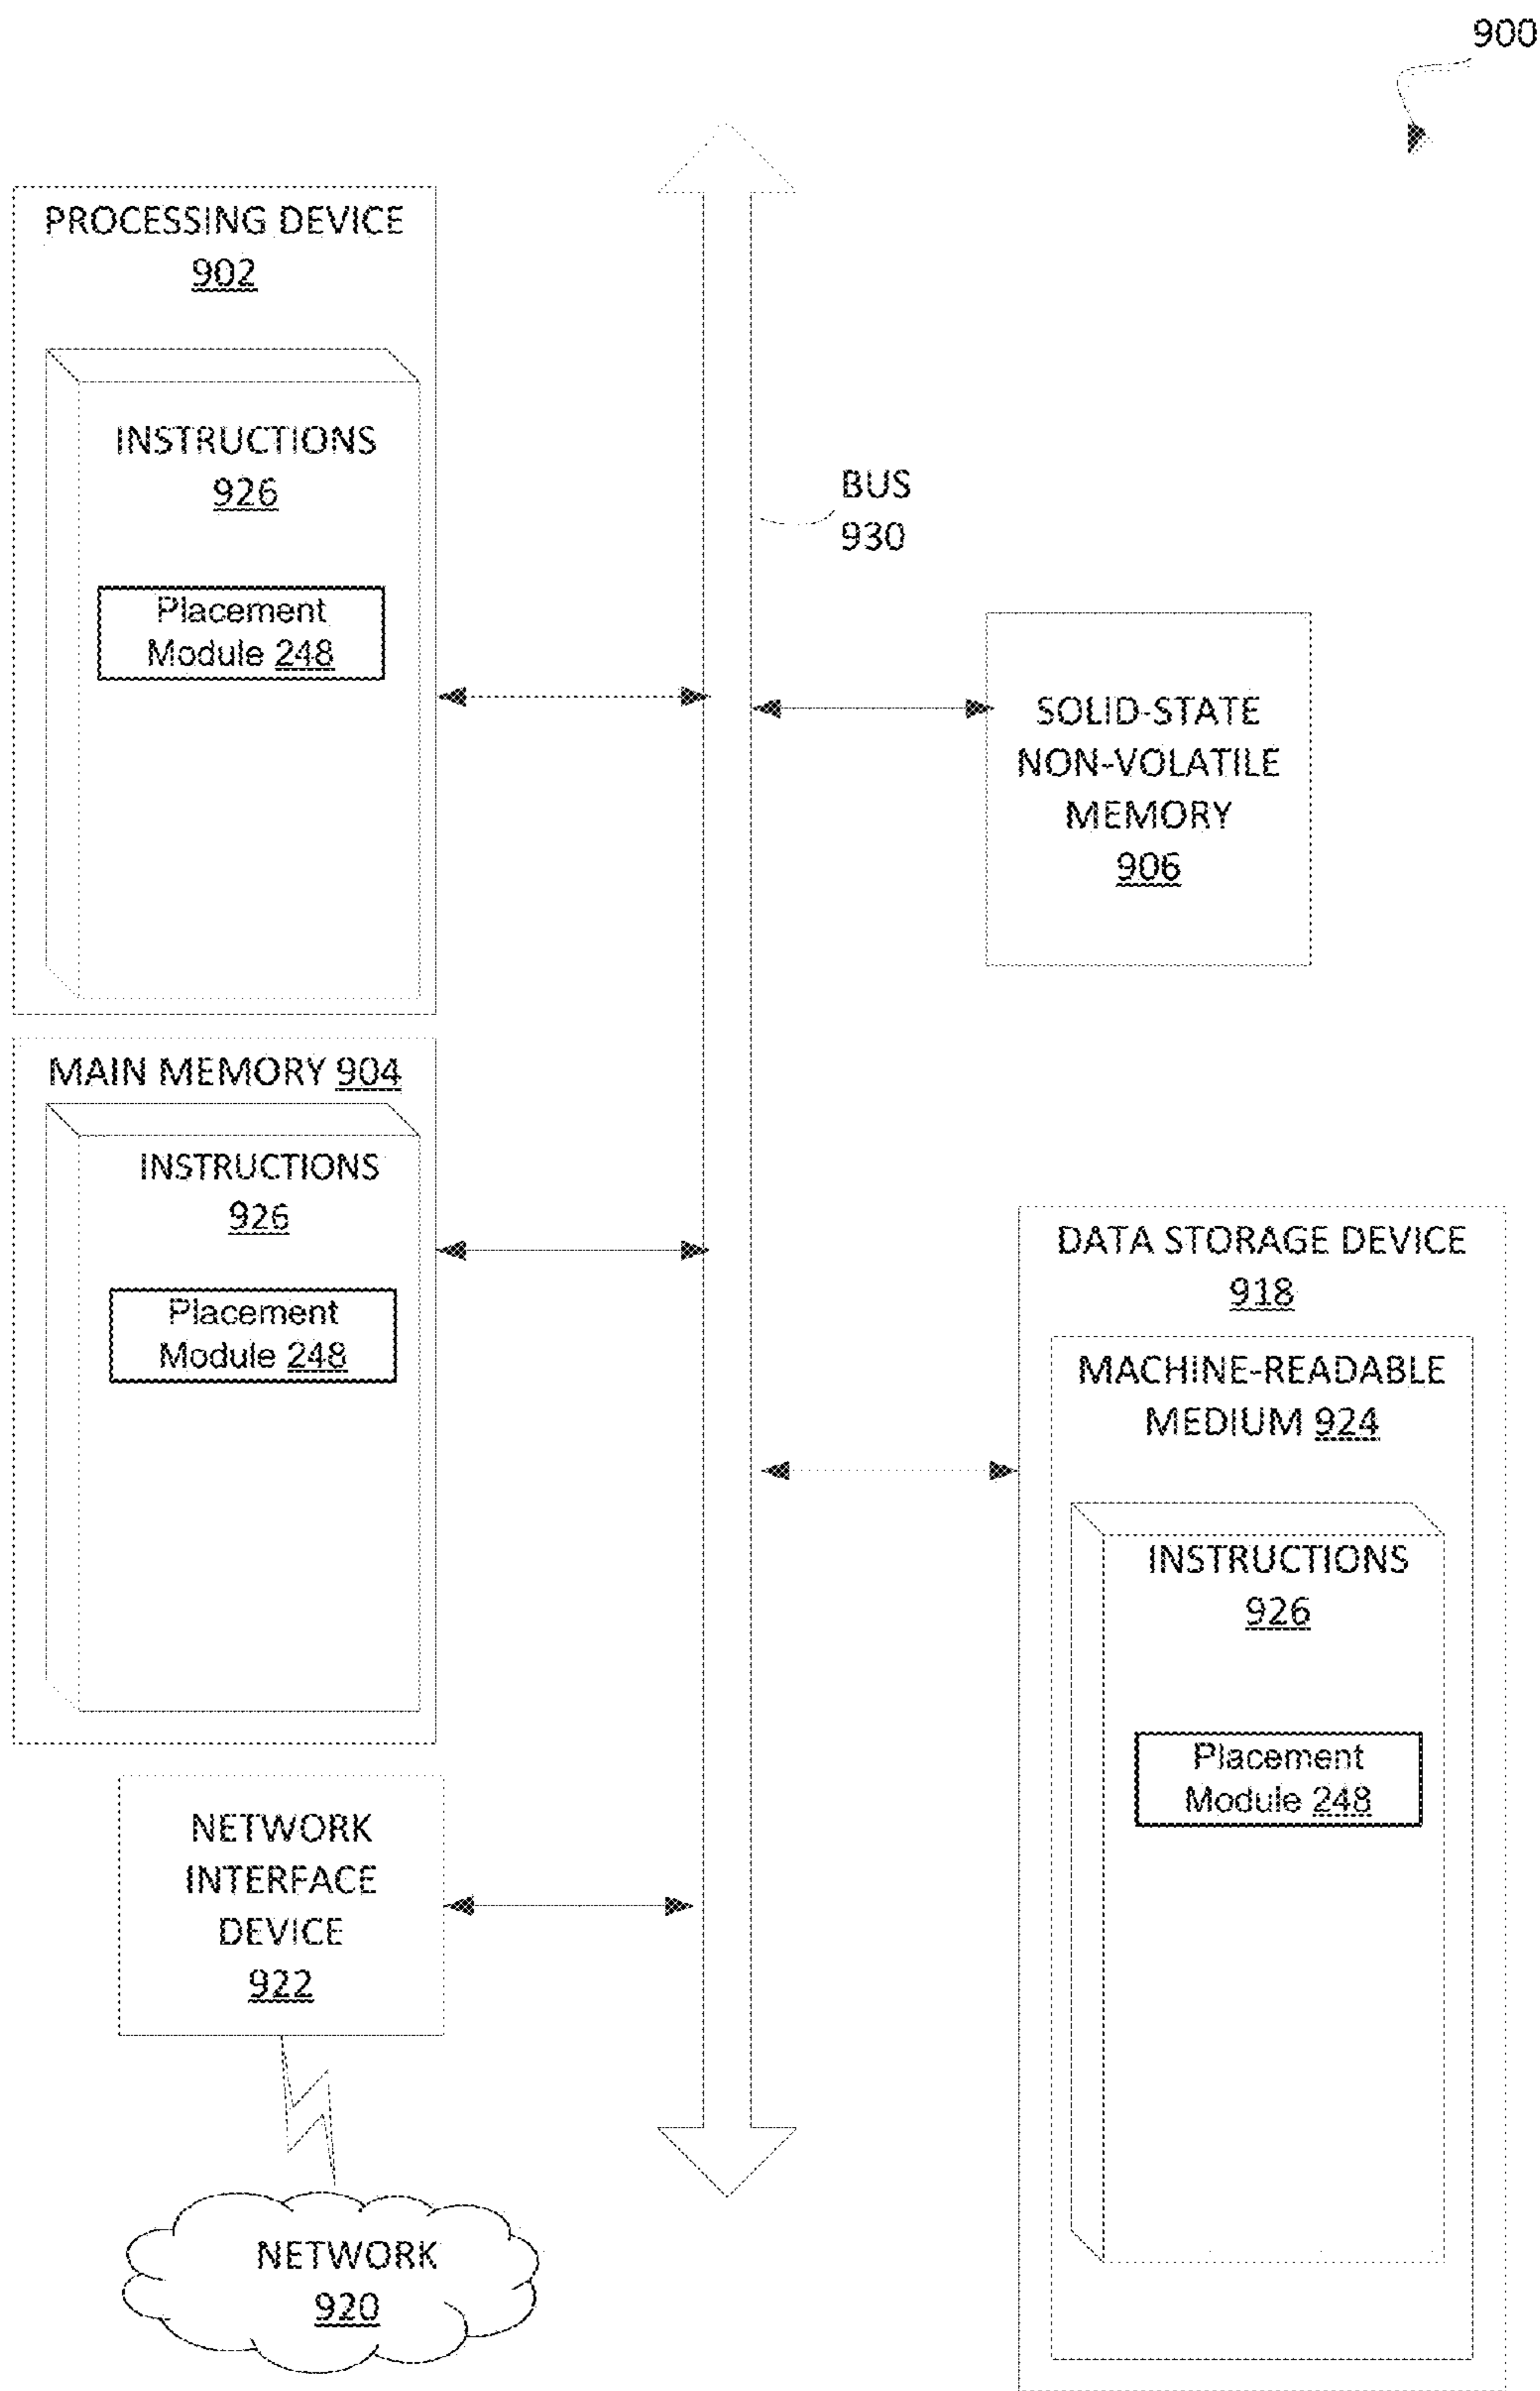 900
PROCESSING DEVICE
902
INSTRUCTIONS
926
Placement
Module 248
BUS
930
SOLID-STATE
NON-VOLATILE
MEMORY
906
MAIN MEMORY 904
INSTRUCTIONS
926
Placement
Module 248
DATA STORAGE DEVICE
918
MACHINE-READABLE
MEDIUM 924
INSTRUCTIONS
926
Placement
Module 248
NETWORK
INTERFACE
DEVICE
922
NETWORK
920